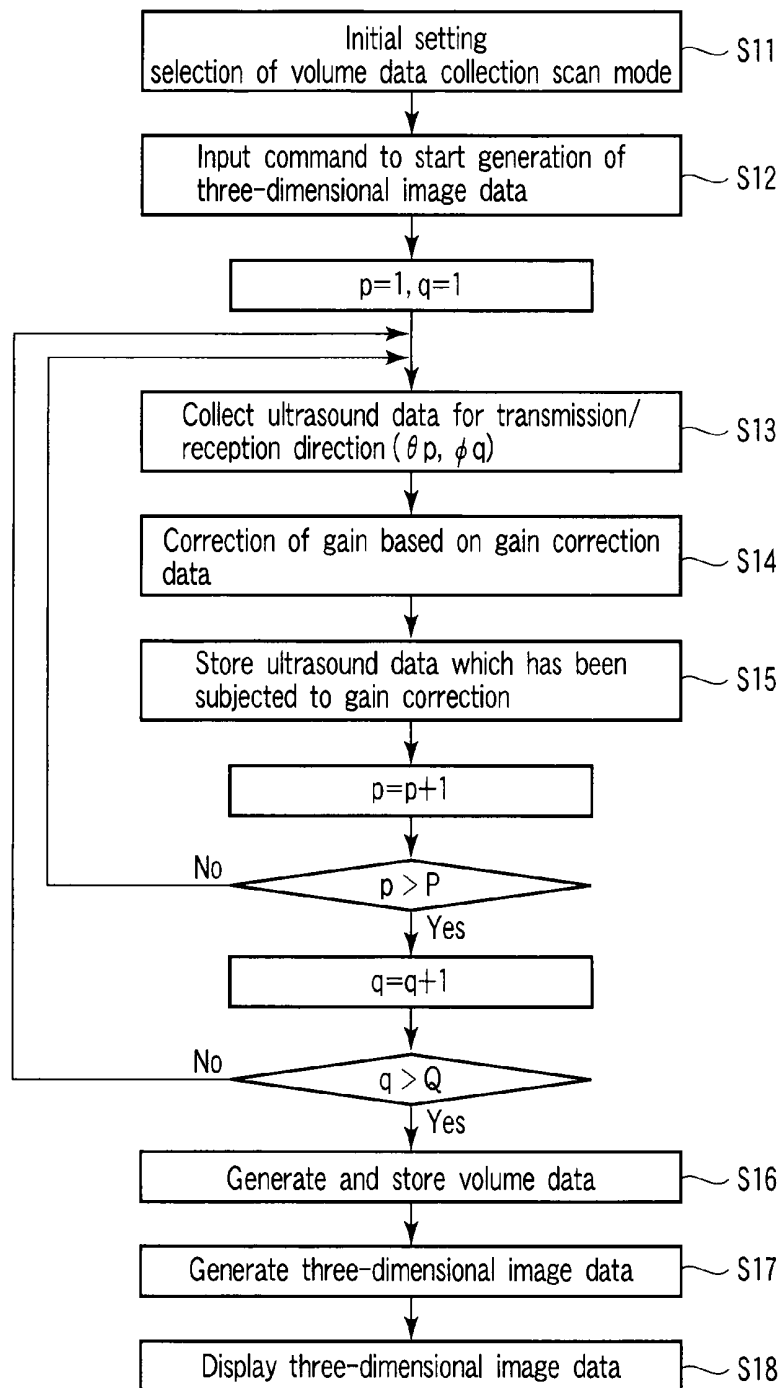 Initial setting
selection of volume data collection scan mode
S11
Input command to start generation of
three-dimensional image data
S12
p=1, q=1
Collect ultrasound data for transmission/
reception direction (θp, ϕq)
S13
Correction of gain based on gain correction
data
S14
Store ultrasound data which has been
subjected to gain correction
S15
p=p+1
No
p > P
Yes
q=q+1
No
q > Q
Yes
Generate and store volume data
S16
Generate three-dimensional image data
S17
Display three-dimensional image data
S18